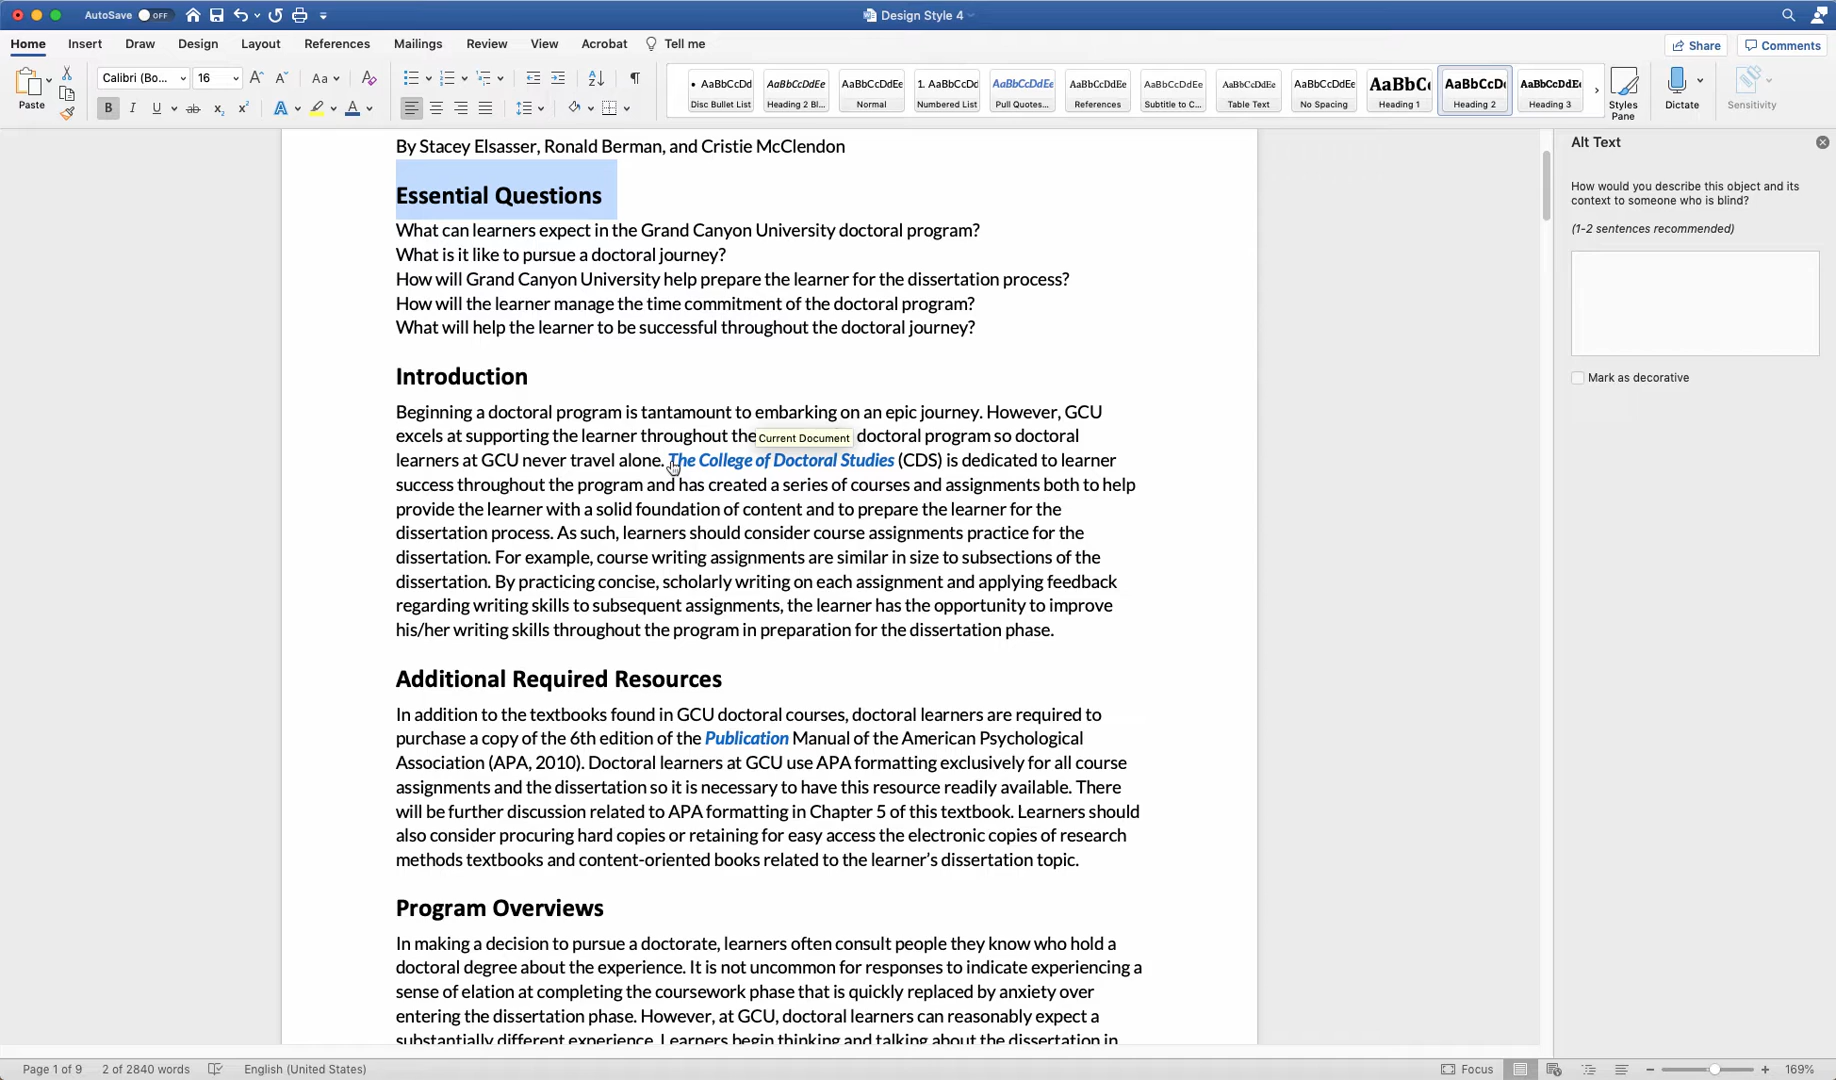 AutoSave OFF
Design Style 4
Home Insert Draw Design Layout References Mailings Review View Acrobat Tell me
Share Comments
Paste
Calibri (Bo... 16
Aa
B I U ab x₂ x²
AaBbCcDd Disc Bullet List
AaBbCcDdEe Heading 2 Bl...
AaBbCcDdEe Normal
1. AaBbCcDd Numbered List
AaBbCcDdEe Pull Quotes...
AaBbCcDdEe References
AaBbCcDdEe Subtitle to C...
AaBbCcDdEe Table Text
AaBbCcDdEe No Spacing
AaBbC Heading 1
AaBbCcD Heading 2
AaBbCcDdE Heading 3
Styles Pane
Dictate
Sensitivity
By Stacey Elsasser, Ronald Berman, and Cristie McClendon
Essential Questions
What can learners expect in the Grand Canyon University doctoral program?
What is it like to pursue a doctoral journey?
How will Grand Canyon University help prepare the learner for the dissertation process?
How will the learner manage the time commitment of the doctoral program?
What will help the learner to be successful throughout the doctoral journey?
Introduction
Beginning a doctoral program is tantamount to embarking on an epic journey. However, GCU
excels at supporting the learner throughout the Current Document doctoral program so doctoral
learners at GCU never travel alone. The College of Doctoral Studies (CDS) is dedicated to learner
success throughout the program and has created a series of courses and assignments both to help
provide the learner with a solid foundation of content and to prepare the learner for the
dissertation process. As such, learners should consider course assignments practice for the
dissertation. For example, course writing assignments are similar in size to subsections of the
dissertation. By practicing concise, scholarly writing on each assignment and applying feedback
regarding writing skills to subsequent assignments, the learner has the opportunity to improve
his/her writing skills throughout the program in preparation for the dissertation phase.
Additional Required Resources
In addition to the textbooks found in GCU doctoral courses, doctoral learners are required to
purchase a copy of the 6th edition of the Publication Manual of the American Psychological
Association (APA, 2010). Doctoral learners at GCU use APA formatting exclusively for all course
assignments and the dissertation so it is necessary to have this resource readily available. There
will be further discussion related to APA formatting in Chapter 5 of this textbook. Learners should
also consider procuring hard copies or retaining for easy access the electronic copies of research
methods textbooks and content-oriented books related to the learner’s dissertation topic.
Program Overviews
In making a decision to pursue a doctorate, learners often consult people they know who hold a
doctoral degree about the experience. It is not uncommon for responses to indicate experiencing a
sense of elation at completing the coursework phase that is quickly replaced by anxiety over
entering the dissertation phase. However, at GCU, doctoral learners can reasonably expect a
substantially different experience. Learners begin thinking and talking about the dissertation in
Alt Text
How would you describe this object and its
context to someone who is blind?
(1-2 sentences recommended)
Mark as decorative
Page 1 of 9 2 of 2840 words English (United States) Focus 169%